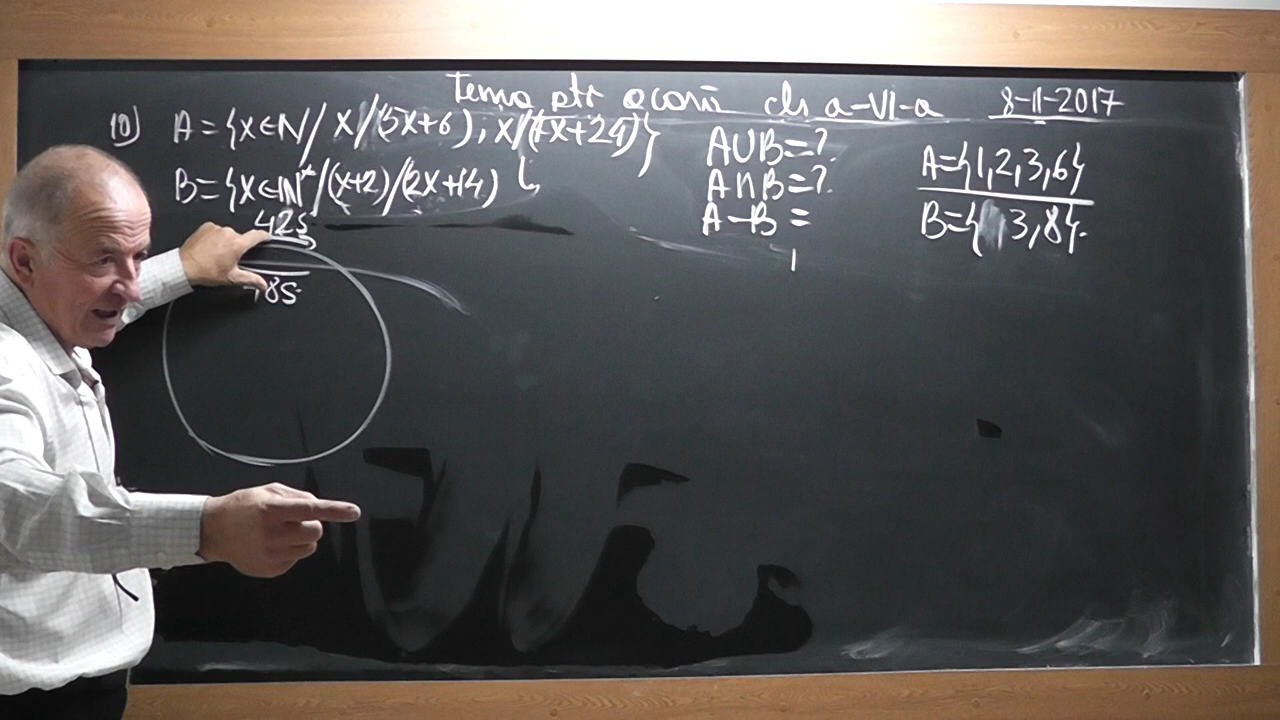 Tema ptr acasă cls a-VI-a 8-11-2017
10) A={x∈N/ x/(5x+6), x/(7x+24)}
B={x∈N*/(x+2)/(2x+14)
425
85
A∪B=?
A∩B=?
A-B=
A={1,2,3,6}
B={ 3,8}.